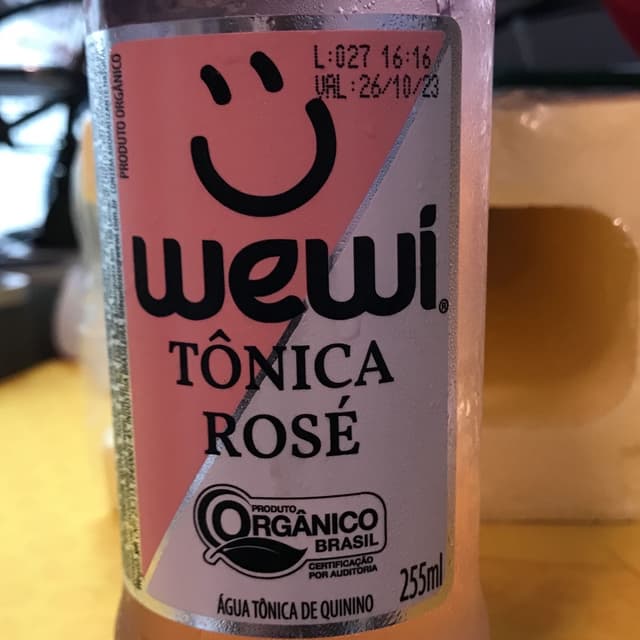 L:027 16:16
VAL:26/10/23
PRODUTO ORGÂNICO
wewí®
TÔNICA
ROSÉ
PRODUTO
ORGÂNICO
BRASIL
CERTIFICAÇÃO
POR AUDITORIA
ÁGUA TÔNICA DE QUININO
255ml